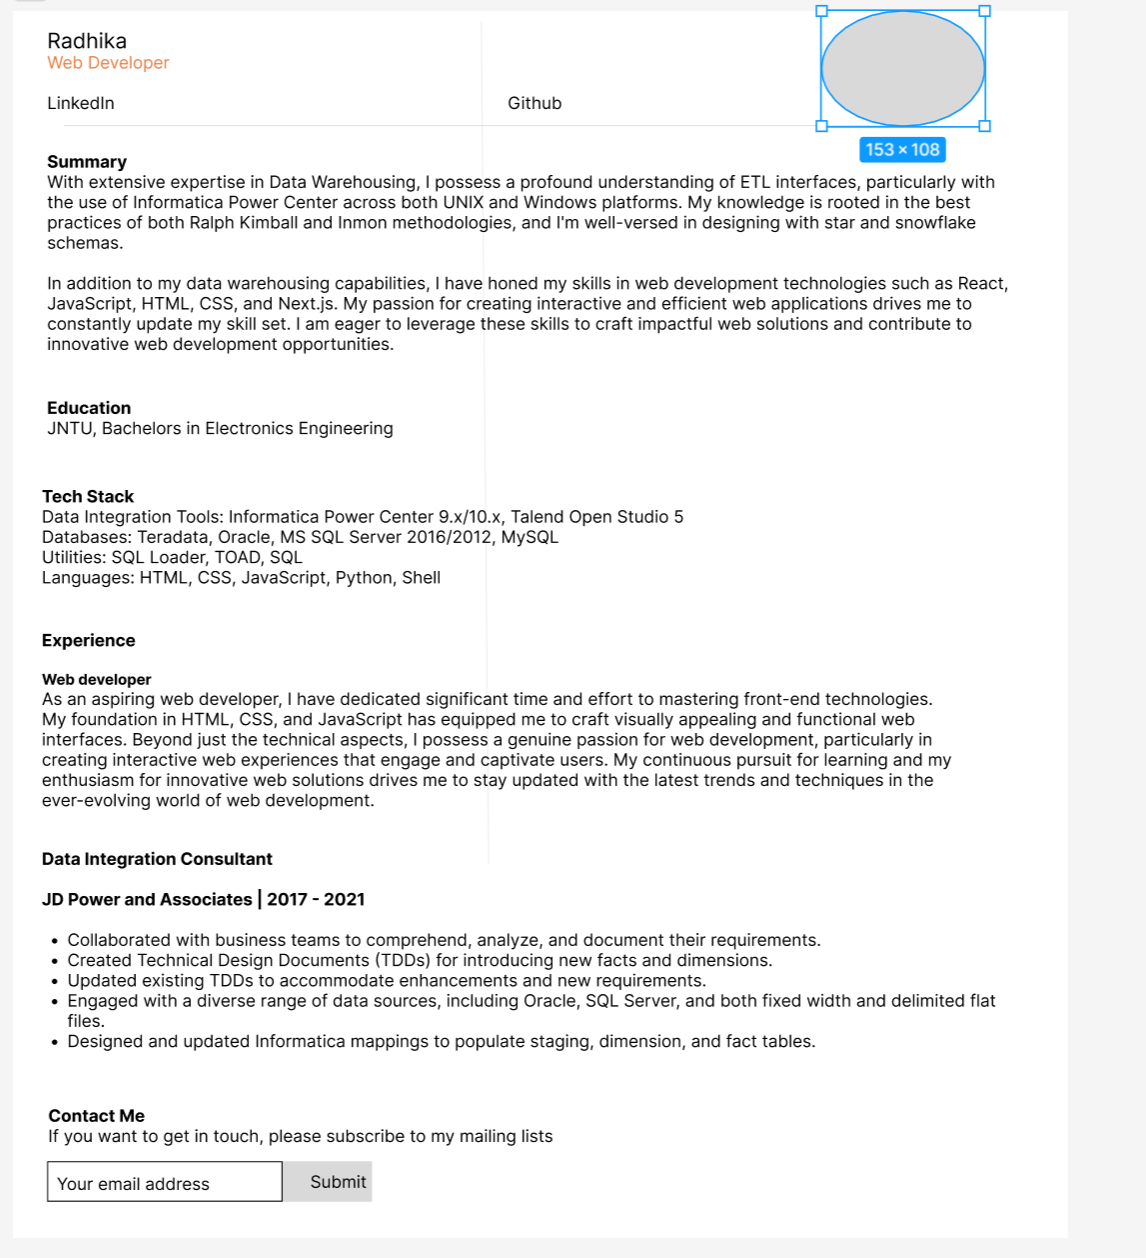 Radhika
Web Developer
LinkedIn
Github
153 × 108
Summary
With extensive expertise in Data Warehousing, I possess a profound understanding of ETL interfaces, particularly with
the use of Informatica Power Center across both UNIX and Windows platforms. My knowledge is rooted in the best
practices of both Ralph Kimball and Inmon methodologies, and I'm well-versed in designing with star and snowflake
schemas.
In addition to my data warehousing capabilities, I have honed my skills in web development technologies such as React,
JavaScript, HTML, CSS, and Next.js. My passion for creating interactive and efficient web applications drives me to
constantly update my skill set. I am eager to leverage these skills to craft impactful web solutions and contribute to
innovative web development opportunities.
Education
JNTU, Bachelors in Electronics Engineering
Tech Stack
Data Integration Tools: Informatica Power Center 9.x/10.x, Talend Open Studio 5
Databases: Teradata, Oracle, MS SQL Server 2016/2012, MySQL
Utilities: SQL Loader, TOAD, SQL
Languages: HTML, CSS, JavaScript, Python, Shell
Experience
Web developer
As an aspiring web developer, I have dedicated significant time and effort to mastering front-end technologies.
My foundation in HTML, CSS, and JavaScript has equipped me to craft visually appealing and functional web
interfaces. Beyond just the technical aspects, I possess a genuine passion for web development, particularly in
creating interactive web experiences that engage and captivate users. My continuous pursuit for learning and my
enthusiasm for innovative web solutions drives me to stay updated with the latest trends and techniques in the
ever-evolving world of web development.
Data Integration Consultant
JD Power and Associates | 2017 - 2021
• Collaborated with business teams to comprehend, analyze, and document their requirements.
• Created Technical Design Documents (TDDs) for introducing new facts and dimensions.
• Updated existing TDDs to accommodate enhancements and new requirements.
• Engaged with a diverse range of data sources, including Oracle, SQL Server, and both fixed width and delimited flat
files.
• Designed and updated Informatica mappings to populate staging, dimension, and fact tables.
Contact Me
If you want to get in touch, please subscribe to my mailing lists
Your email address
Submit